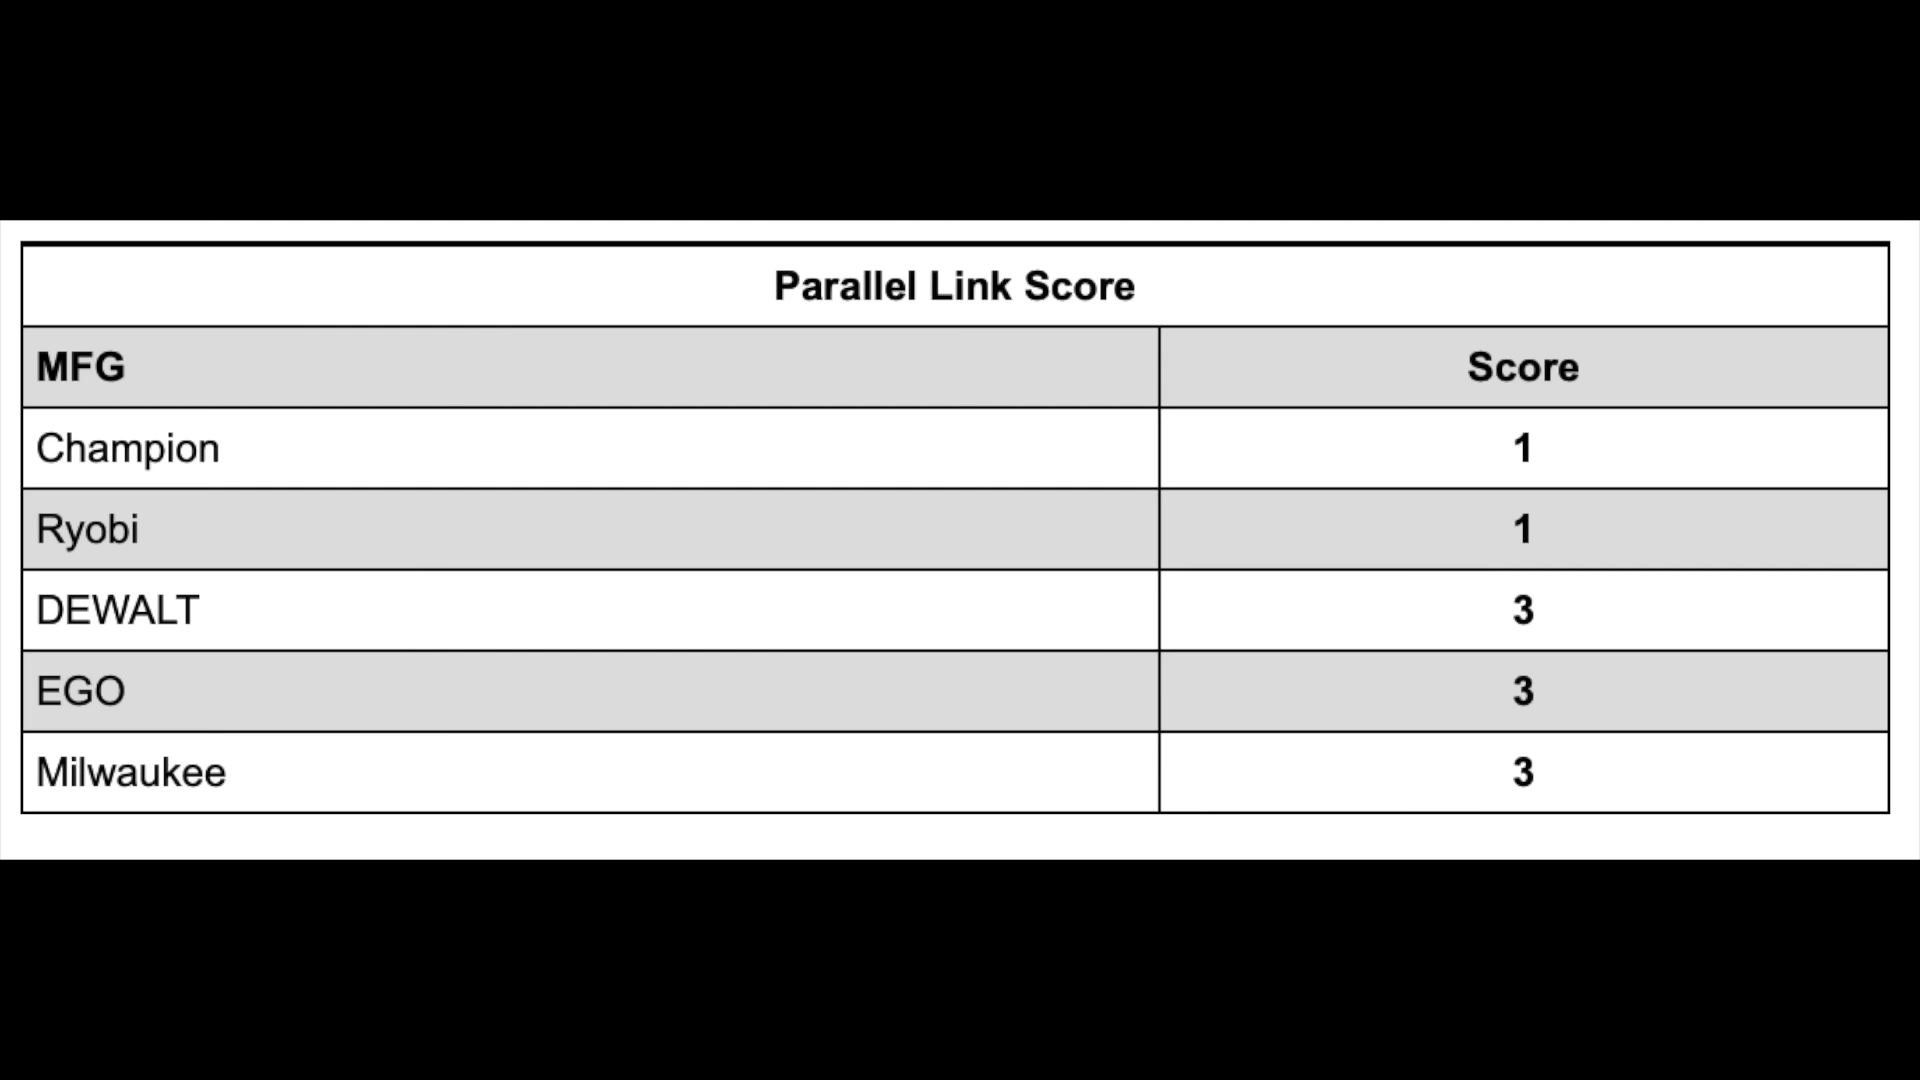 Parallel Link Score
MFG Score
Champion 1
Ryobi 1
DEWALT 3
EGO 3
Milwaukee 3